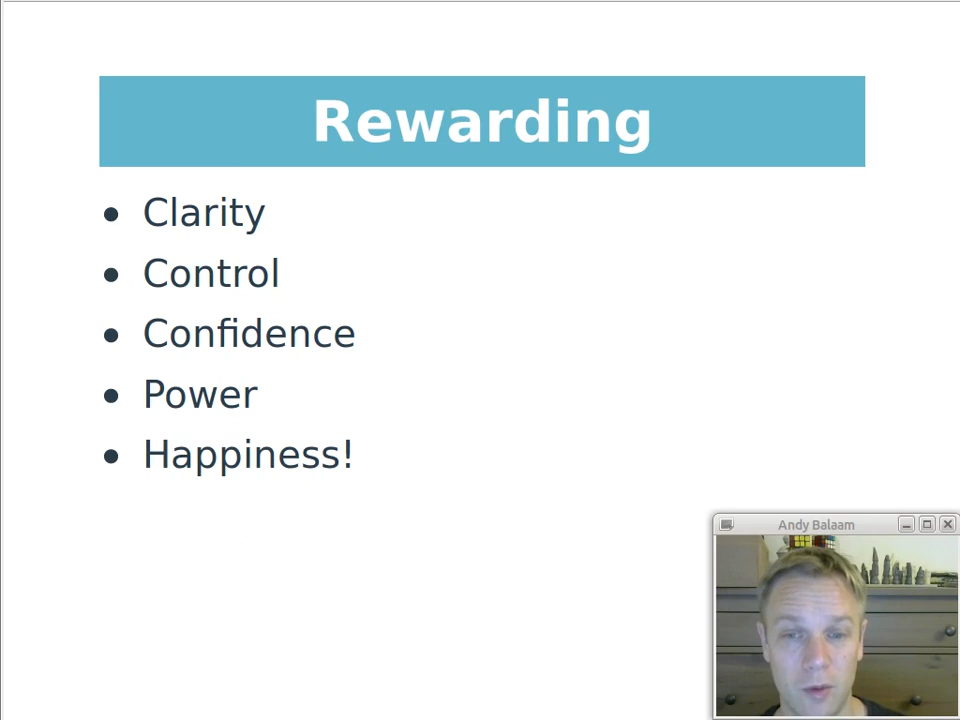 Rewarding
Clarity
Control
Confidence
Power
Happiness!
Andy Balaam